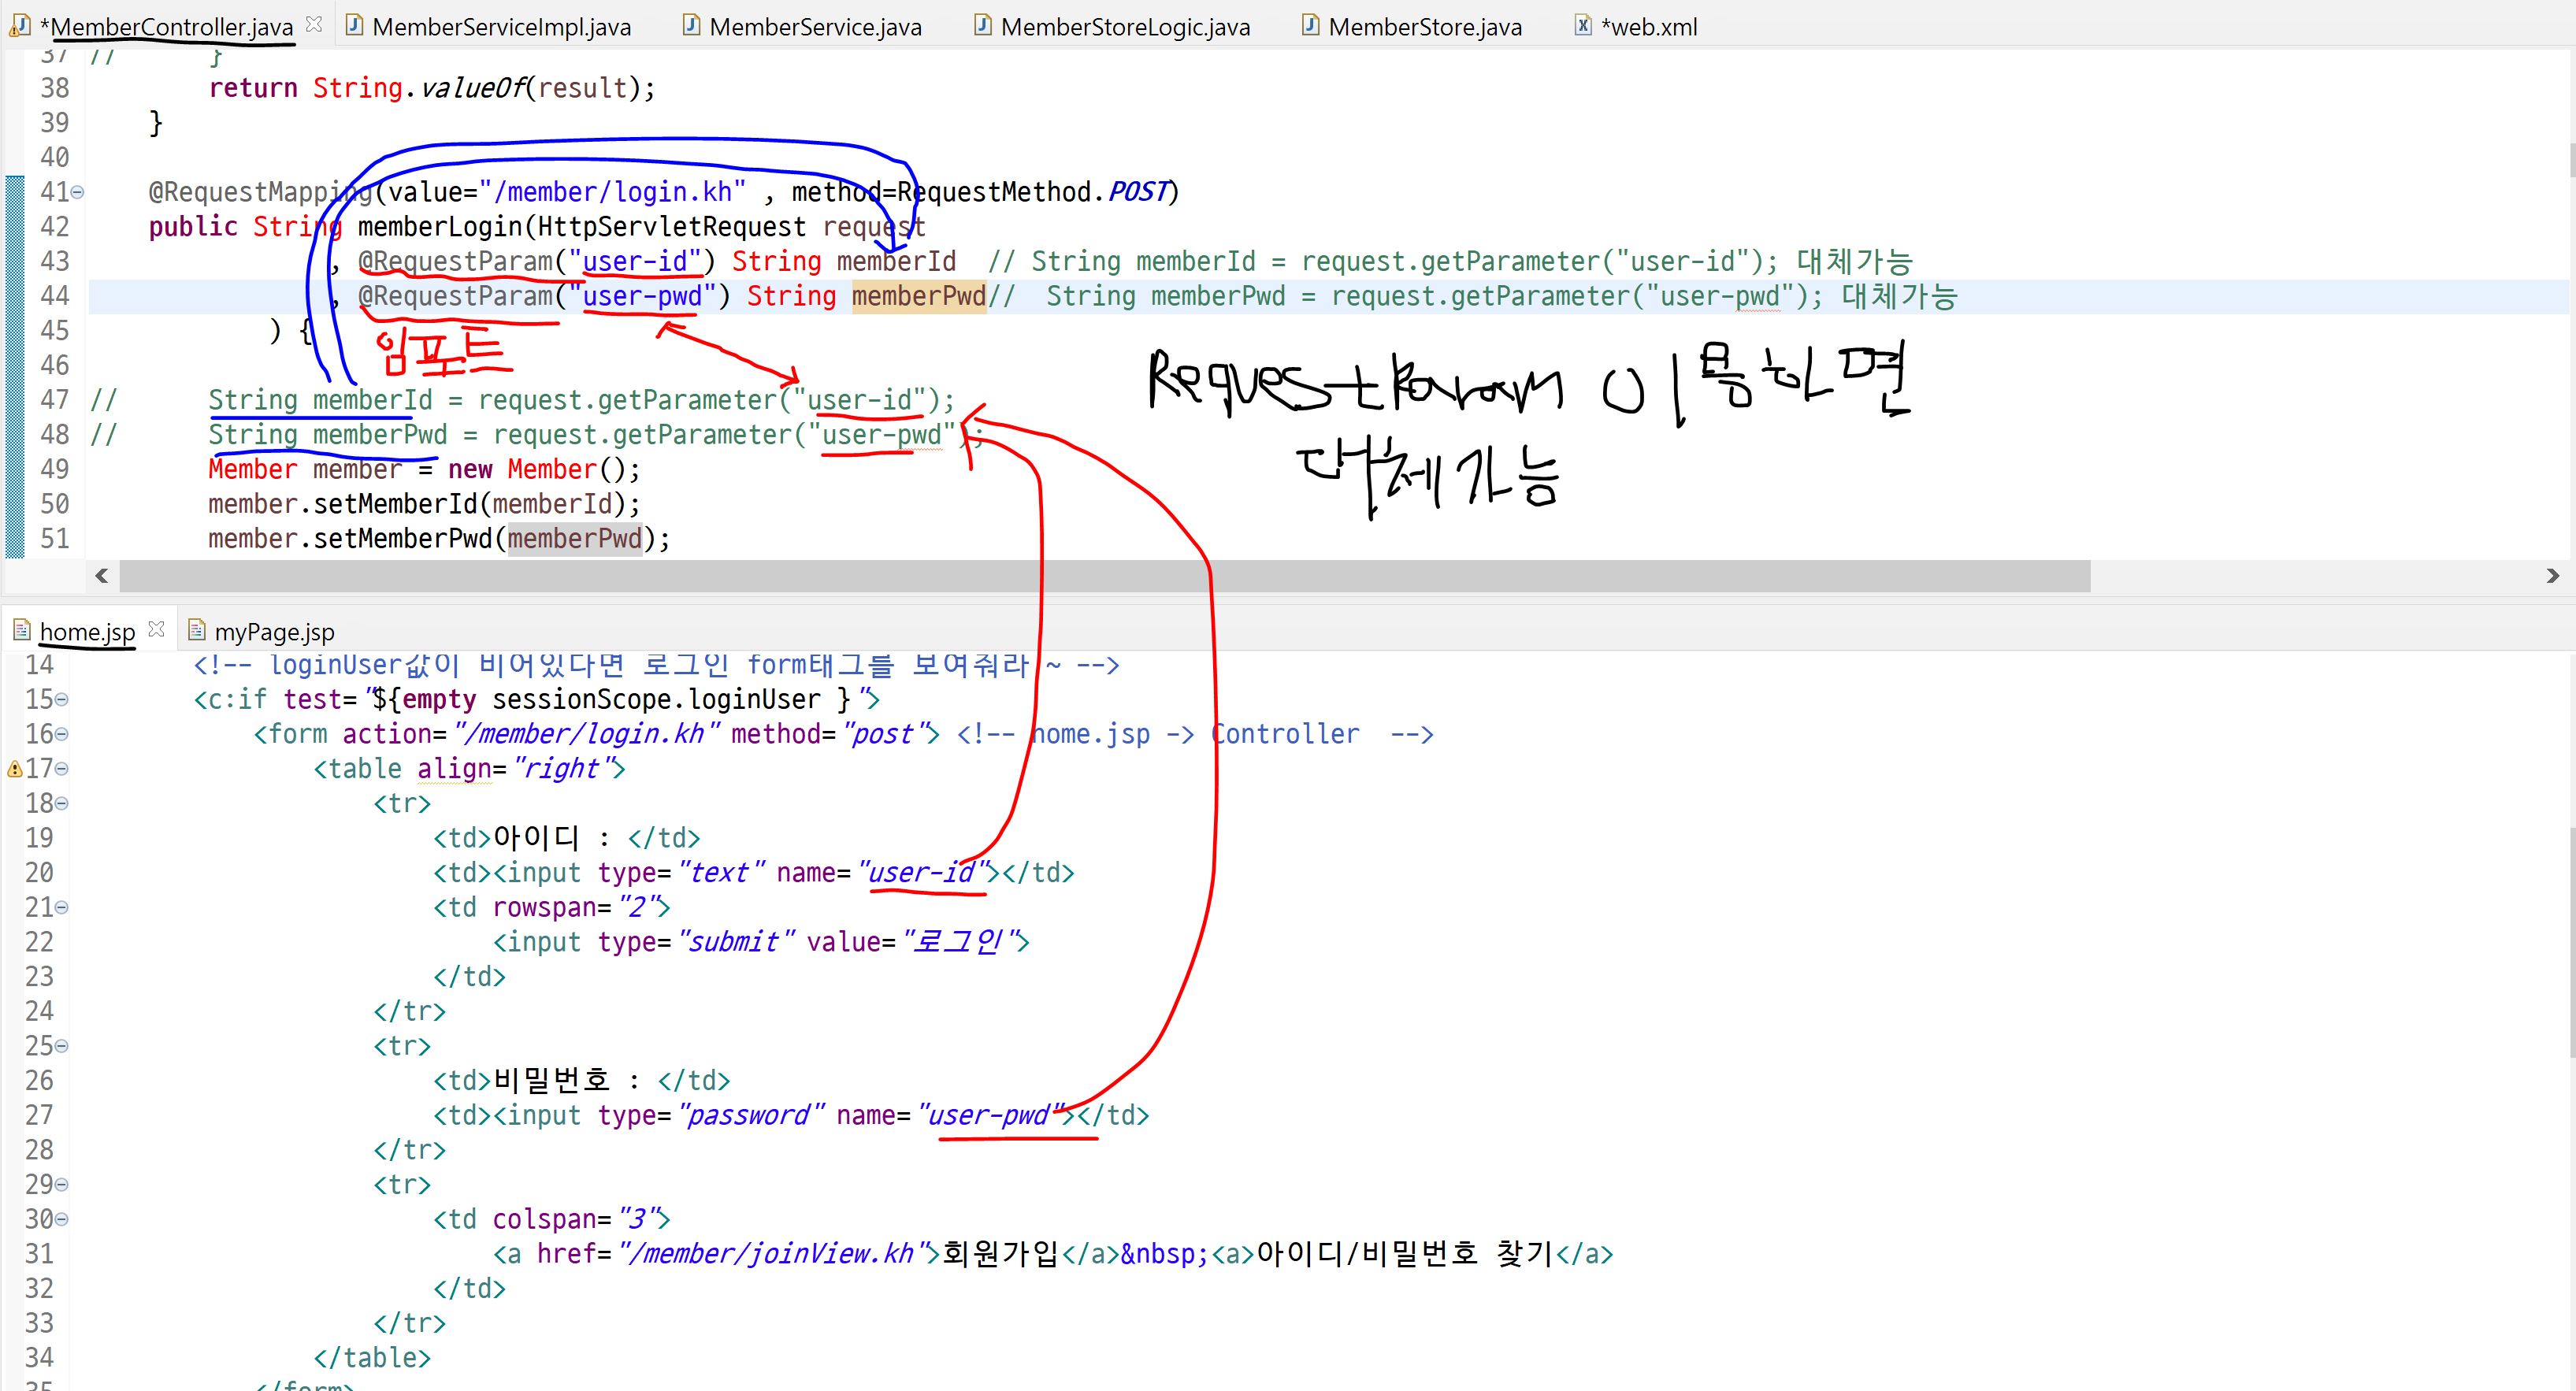 *MemberController.java MemberServiceImpl.java MemberService.java MemberStoreLogic.java MemberStore.java *web.xml
37 // }
38 return String.valueOf(result);
39 }
40
41 @RequestMapping(value="/member/login.kh" , method=RequestMethod.POST)
42 public String memberLogin(HttpServletRequest request
43 , @RequestParam("user-id") String memberId // String memberId = request.getParameter("user-id"); 대체가능
44 , @RequestParam("user-pwd") String memberPwd// String memberPwd = request.getParameter("user-pwd"); 대체가능
45 ) {
임포트
46
RequestParam 이용하면
47 // String memberId = request.getParameter("user-id");
48 // String memberPwd = request.getParameter("user-pwd");
대체가능
49 Member member = new Member();
50 member.setMemberId(memberId);
51 member.setMemberPwd(memberPwd);
home.jsp myPage.jsp
14 <!-- loginUser값이 비어있다면 로그인 form태그를 보여줘라 ~ -->
15 <c:if test="${empty sessionScope.loginUser }">
16 <form action="/member/login.kh" method="post"> <!-- home.jsp -> Controller -->
17 <table align="right">
18 <tr>
19 <td>아이디 : </td>
20 <td><input type="text" name="user-id"></td>
21 <td rowspan="2">
22 <input type="submit" value="로그인">
23 </td>
24 </tr>
25 <tr>
26 <td>비밀번호 : </td>
27 <td><input type="password" name="user-pwd"></td>
28 </tr>
29 <tr>
30 <td colspan="3">
31 <a href="/member/joinView.kh">회원가입</a>&nbsp;<a>아이디/비밀번호 찾기</a>
32 </td>
33 </tr>
34 </table>
35 </form>